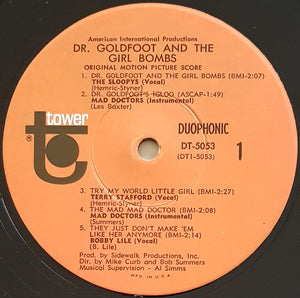 American International Productions
DR. GOLDFOOT AND THE
GIRL BOMBS
ORIGINAL MOTION PICTURE SCORE
1. DR. GOLDFOOT AND THE GIRL BOMBS (BMI-2:07)
THE SLOOPYS (Vocal)
(Hemric-Styner)
2. DR. GOLDFOOT'S IGLOO (ASCAP-1:49)
MAD DOCTORS (Instrumental)
(Les Baxter)
tower
t
DUOPHONIC
DT-5053
(DT1-5053)
1
3. TRY MY WORLD LITTLE GIRL (BMI-2:27)
TERRY STAFFORD (Vocal)
(Hemric-Styner)
4. THE MAD MAD DOCTOR (BMI-2:08)
MAD DOCTORS (Instrumental)
(Summers)
5. THEY JUST DON'T MAKE 'EM
LIKE HER ANYMORE (BMI-2:14)
BOBBY LILE (Vocal)
(B. Lile)
Prod. by Sidewalk Productions, Inc.
Dir. by Mike Curb and Bob Summers
Musical Supervision - Al Simms
MFD. IN U.S.A.